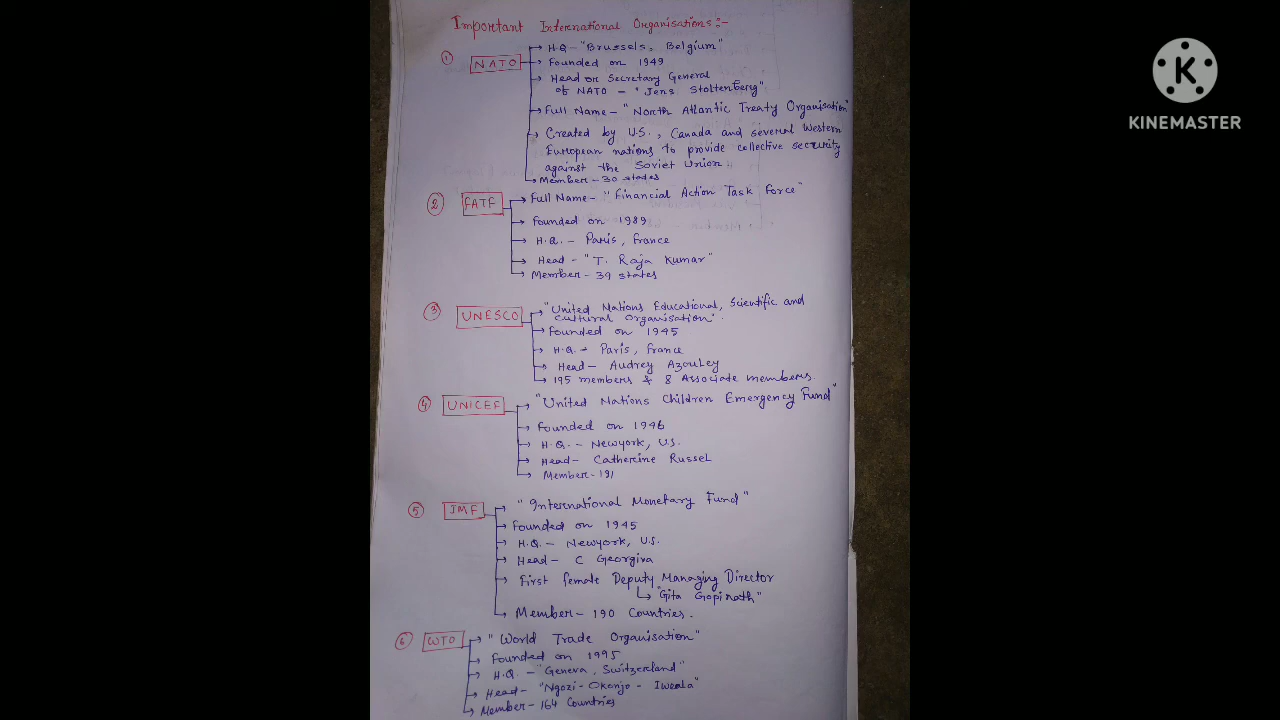 Important International Organisations:-
① NATO
→ H.Q - "Brussels, Belgium"
→ Founded on 1949
→ Head or Secretary General
of NATO - "Jens Stoltenberg"
→ Full Name - "North Atlantic Treaty Organisation"
→ Created by U.S., Canada and several Western
European nations to provide collective security
against the Soviet Union.
→ Member - 30 states
② FATF
→ Full Name - "Financial Action Task Force"
→ Founded on 1989
→ H.Q. - Paris, France
→ Head - "T. Raja Kumar"
→ Member - 39 states
③ UNESCO
→ "United Nations Educational, Scientific and
Cultural Organisation".
→ Founded on 1945
→ H.Q. - Paris, France
→ Head - Audrey Azouley
→ 195 members & 8 Associate members.
④ UNICEF
→ "United Nations Children Emergency Fund"
→ Founded on 1946
→ H.Q. - Newyork, U.S.
→ Head - Catherine Russel
→ Member - 191
⑤ IMF
→ "International Monetary Fund"
→ Founded on 1945
→ H.Q. - Newyork, U.S.
→ Head - C Georgiva
→ First female Deputy Managing Director
↳ "Gita Gopinath"
→ Member - 190 Countries.
⑥ WTO
→ "World Trade Organisation"
→ Founded on 1995
→ H.Q. - "Geneva, Switzereland"
→ Head - "Ngozi-Okonjo-Iweala"
→ Member - 164 Countries
K
KINEMASTER